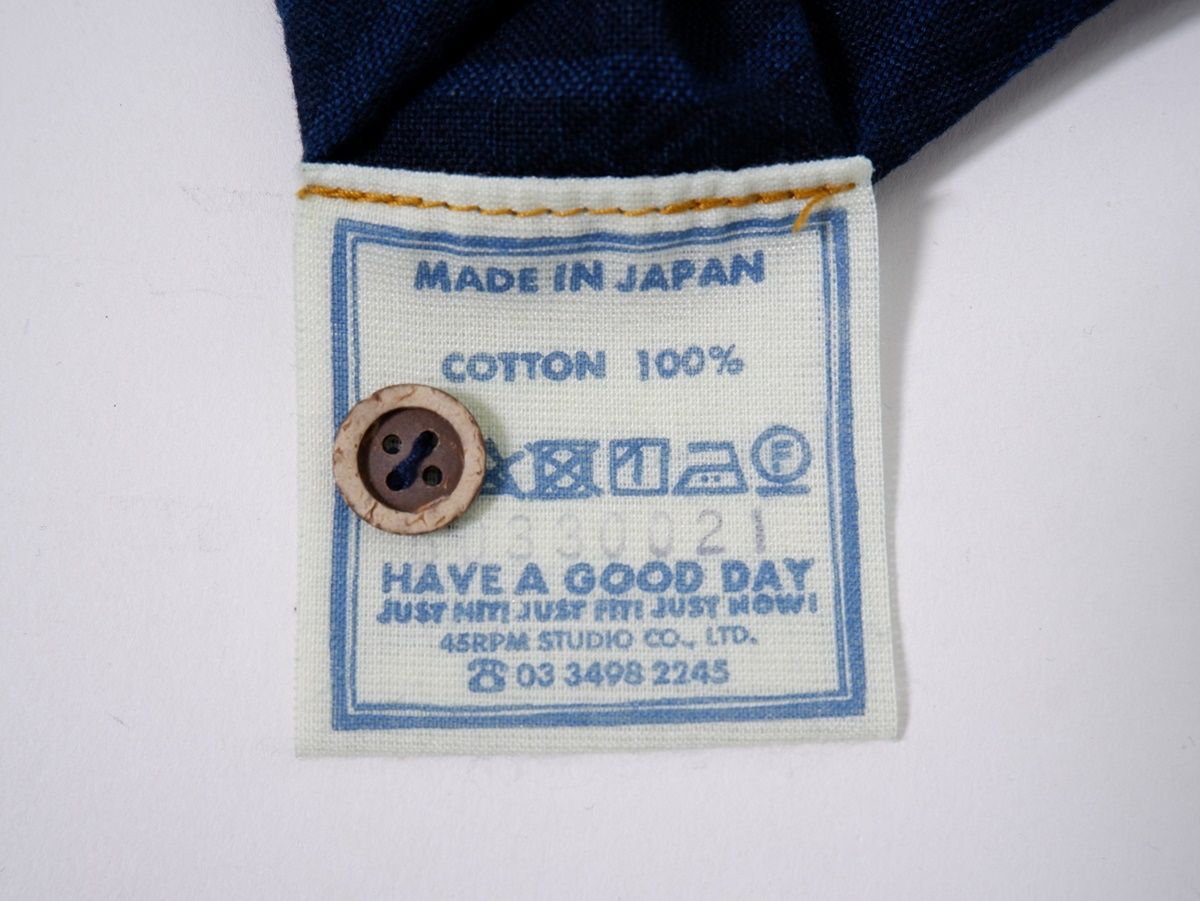 MADE IN JAPAN
COTTON 100%
F
330021
HAVE A GOOD DAY
JUST HIT! JUST FIT! JUST NOW!
45RPM STUDIO CO., LTD.
☎ 03 3498 2245